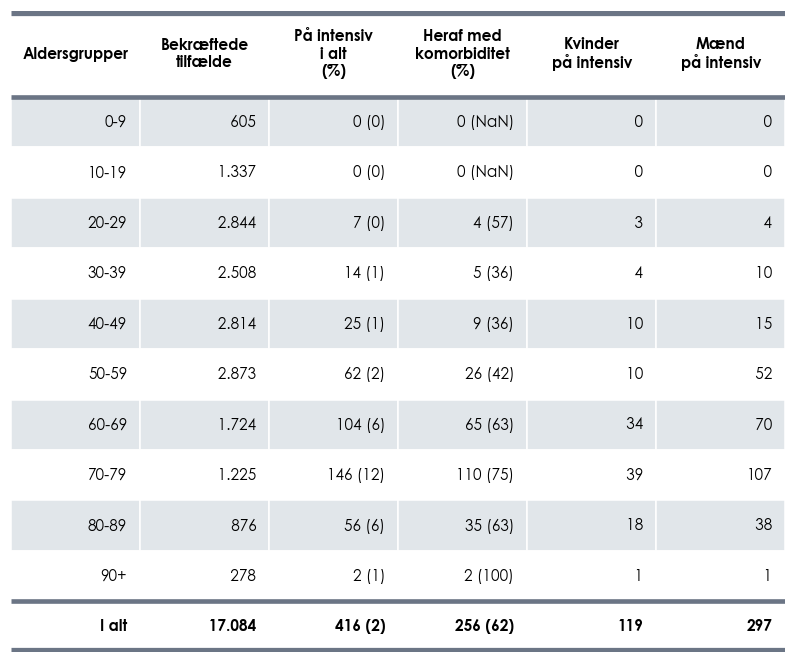 Aldersgrupper Bekræftede tilfælde På intensiv i alt (%) Heraf med komorbiditet (%) Kvinder på intensiv Mænd på intensiv
0-9 605 0 (0) 0 (NaN) 0 0
10-19 1.337 0 (0) 0 (NaN) 0 0
20-29 2.844 7 (0) 4 (57) 3 4
30-39 2.508 14 (1) 5 (36) 4 10
40-49 2.814 25 (1) 9 (36) 10 15
50-59 2.873 62 (2) 26 (42) 10 52
60-69 1.724 104 (6) 65 (63) 34 70
70-79 1.225 146 (12) 110 (75) 39 107
80-89 876 56 (6) 35 (63) 18 38
90+ 278 2 (1) 2 (100) 1 1
I alt 17.084 416 (2) 256 (62) 119 297